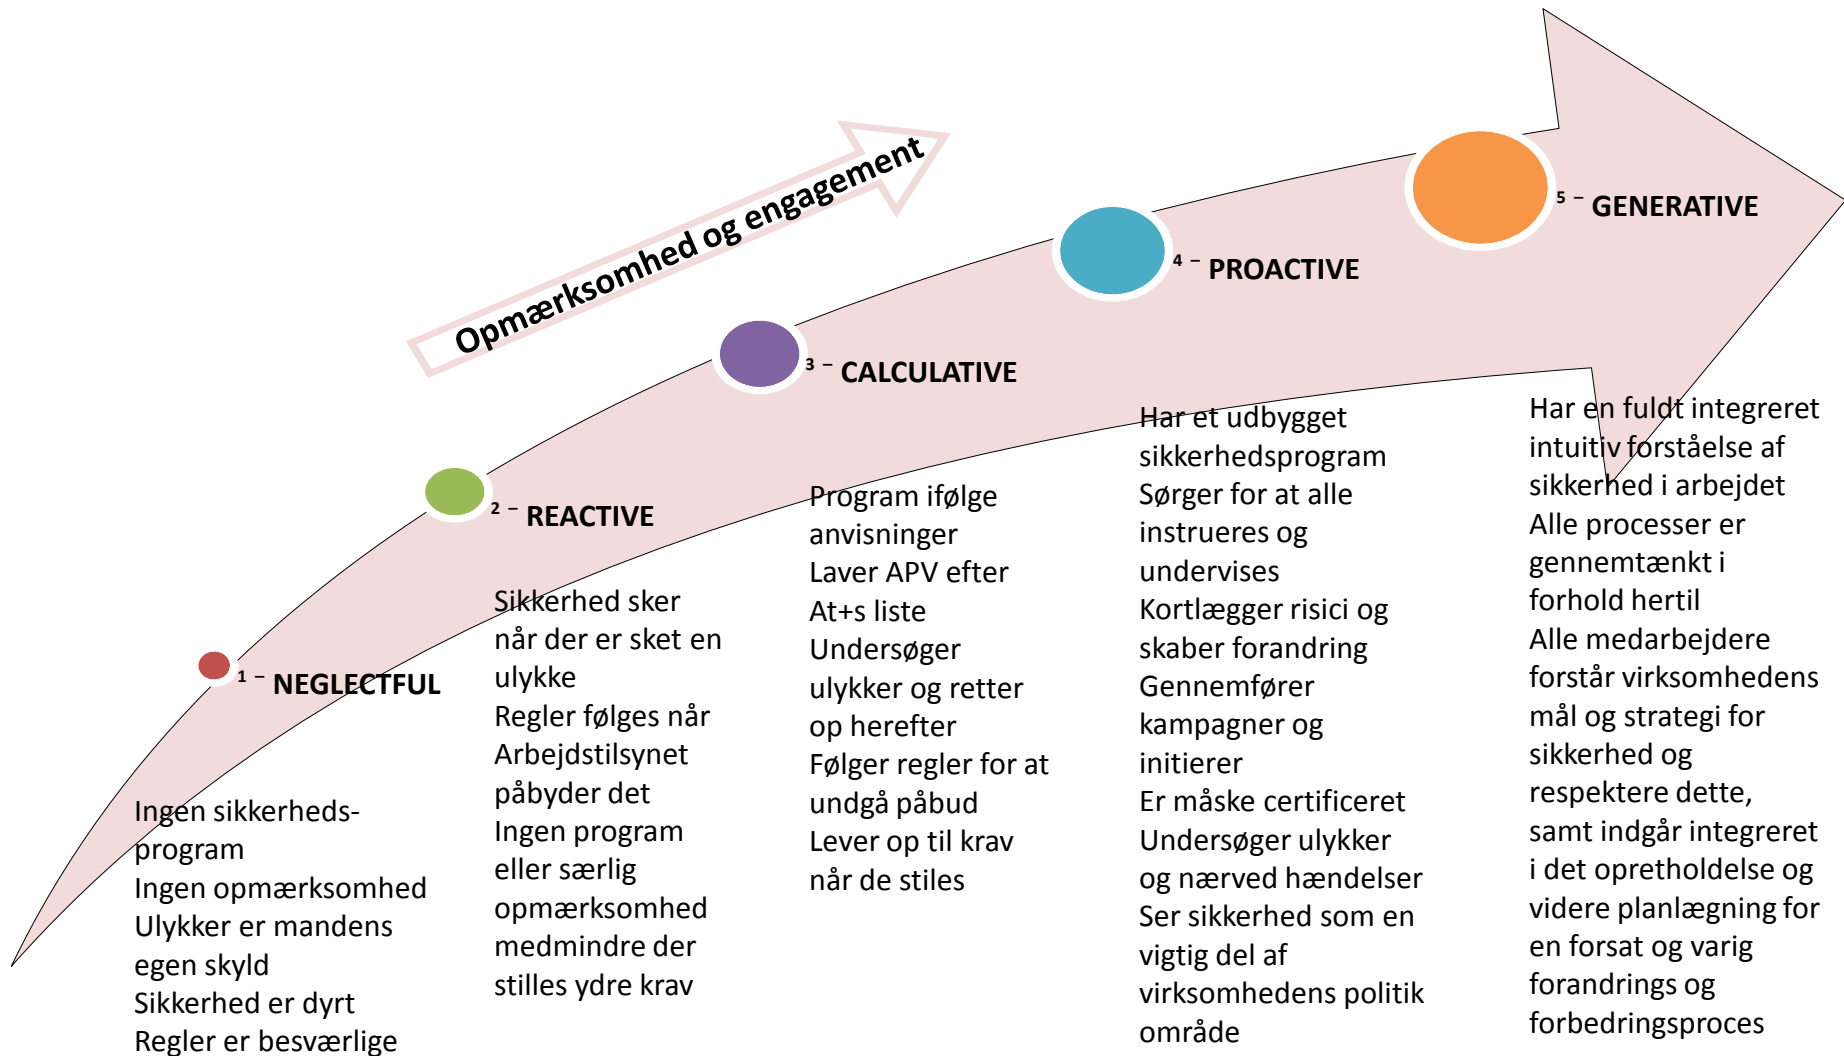 Opmærksomhed og engagement
1 – NEGLECTFUL
Ingen sikkerheds-
program
Ingen opmærksomhed
Ulykker er mandens
egen skyld
Sikkerhed er dyrt
Regler er besværlige
2 – REACTIVE
Sikkerhed sker
når der er sket en
ulykke
Regler følges når
Arbejdstilsynet
påbyder det
Ingen program
eller særlig
opmærksomhed
medmindre der
stilles ydre krav
3 – CALCULATIVE
Program ifølge
anvisninger
Laver APV efter
At+s liste
Undersøger
ulykker og retter
op herefter
Følger regler for at
undgå påbud
Lever op til krav
når de stiles
4 – PROACTIVE
Har et udbygget
sikkerhedsprogram
Sørger for at alle
instrueres og
undervises
Kortlægger risici og
skaber forandring
Gennemfører
kampagner og
initierer
Er måske certificeret
Undersøger ulykker
og nærved hændelser
Ser sikkerhed som en
vigtig del af
virksomhedens politik
område
5 – GENERATIVE
Har en fuldt integreret
intuitiv forståelse af
sikkerhed i arbejdet
Alle processer er
gennemtænkt i
forhold hertil
Alle medarbejdere
forstår virksomhedens
mål og strategi for
sikkerhed og
respektere dette,
samt indgår integreret
i det opretholdelse og
videre planlægning for
en forsat og varig
forandrings og
forbedringsproces